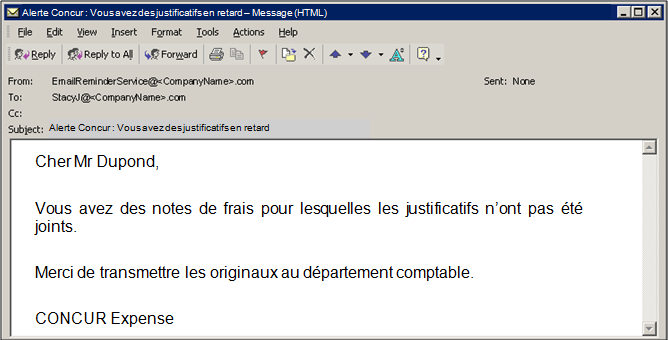 Alerte Concur : Vous avez des justificatifs en retard – Message (HTML)
File Edit View Insert Format Tools Actions Help
Reply Reply to All Forward
From: EmailReminderService@<CompanyName>.com Sent: None
To: StacyJ@<CompanyName>.com
Cc:
Subject: Alerte Concur : Vous avez des justificatifs en retard
Cher Mr Dupond,
Vous avez des notes de frais pour lesquelles les justificatifs n’ont pas été
joints.
Merci de transmettre les originaux au département comptable.
CONCUR Expense